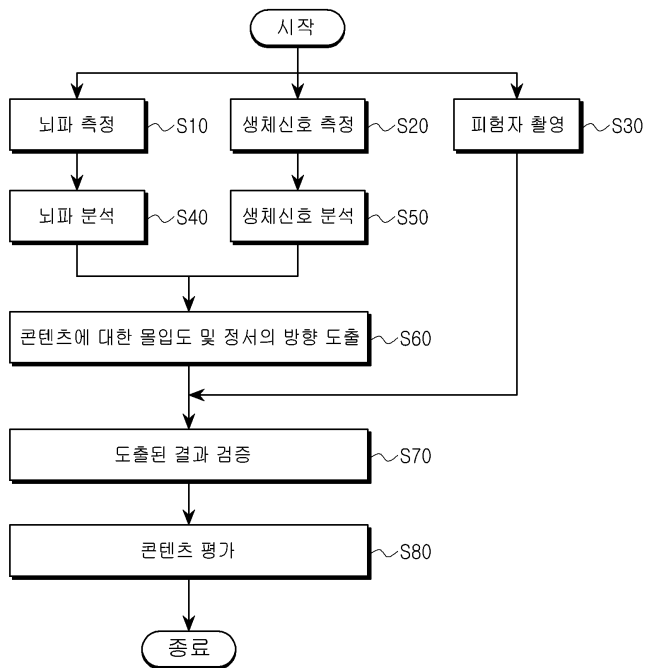 시작
뇌파 측정 S10
생체신호 측정 S20
피험자 촬영 S30
뇌파 분석 S40
생체신호 분석 S50
콘텐츠에 대한 몰입도 및 정서의 방향 도출 S60
도출된 결과 검증 S70
콘텐츠 평가 S80
종료